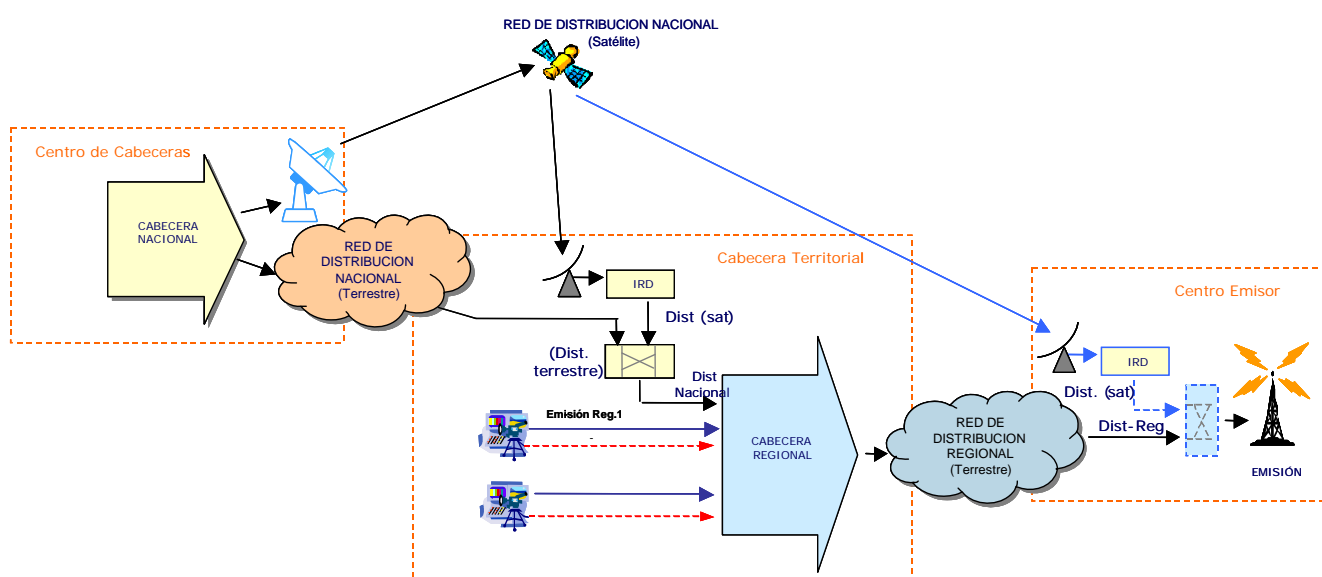 RED DE DISTRIBUCION NACIONAL
(Satélite)
Centro de Cabeceras
CABECERA
NACIONAL
RED DE
DISTRIBUCION
NACIONAL
(Terrestre)
Cabecera Territorial
IRD
Dist (sat)
(Dist.
terrestre)
Dist
Nacional
Emisión Reg.1
-
CABECERA
REGIONAL
RED DE
DISTRIBUCION
REGIONAL
(Terrestre)
Centro Emisor
IRD
Dist. (sat)
Dist-Reg
EMISIÓN